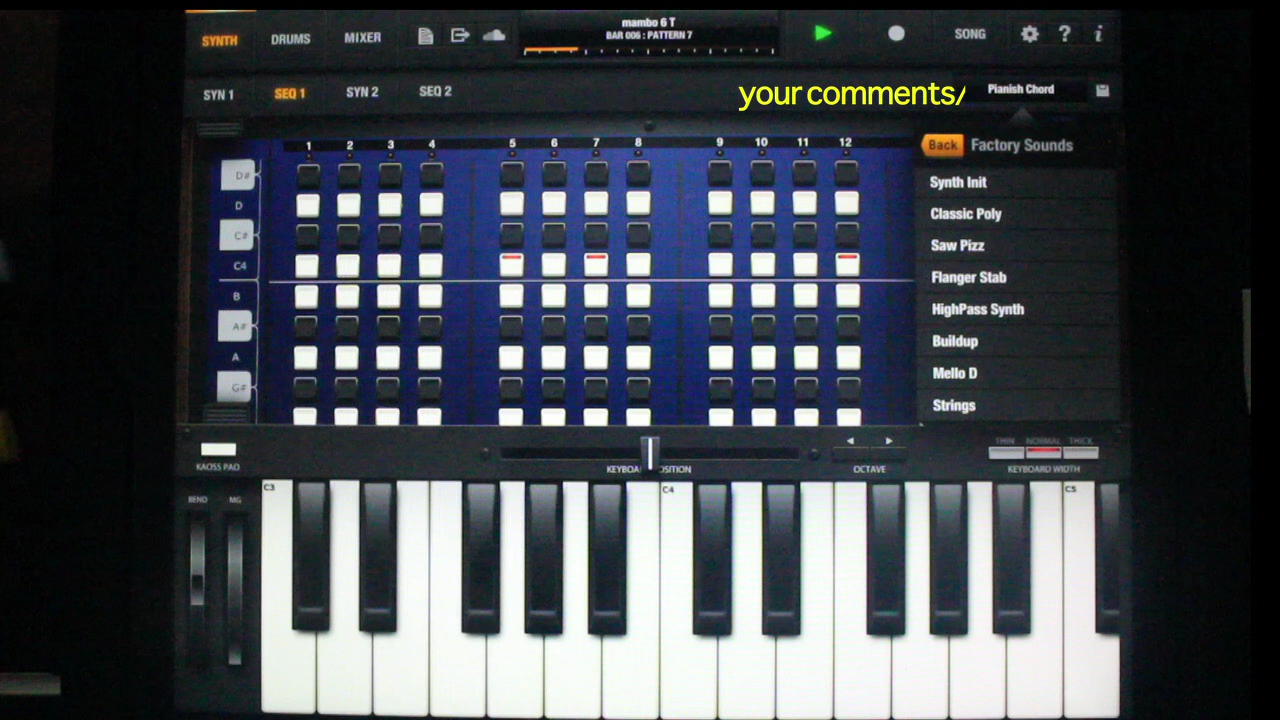 mambo 6 T
SYNTH DRUMS MIXER BAR 006 : PATTERN 7 SONG ? i
SYN 1 SEQ 1 SYN 2 SEQ 2 your comments/ Pianish Chord
1 2 3 4 5 6 7 8 9 10 11 12 Back Factory Sounds
D#
D
C#
C4
B
A#
A
G#
Synth Init
Classic Poly
Saw Pizz
Flanger Stab
HighPass Synth
Buildup
Mello D
Strings
THIN NORMAL THICK
KAOSS PAD OCTAVE KEYBOARD WIDTH
BEND MG C3 C4 C5